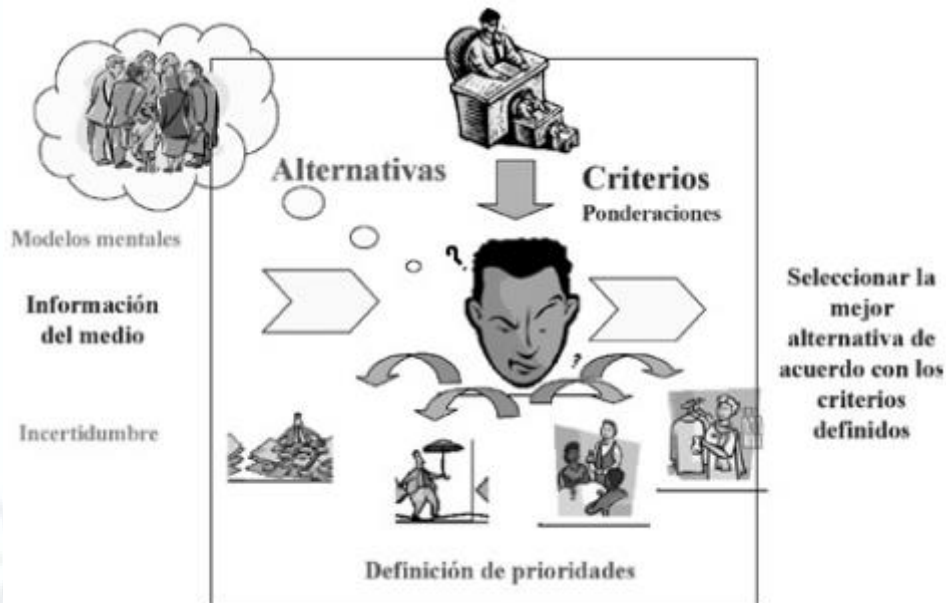 Alternativas
Criterios
Ponderaciones
Modelos mentales
Información
del medio
Incertidumbre
?
?
Seleccionar la
mejor
alternativa de
acuerdo con los
criterios
definidos
Definición de prioridades